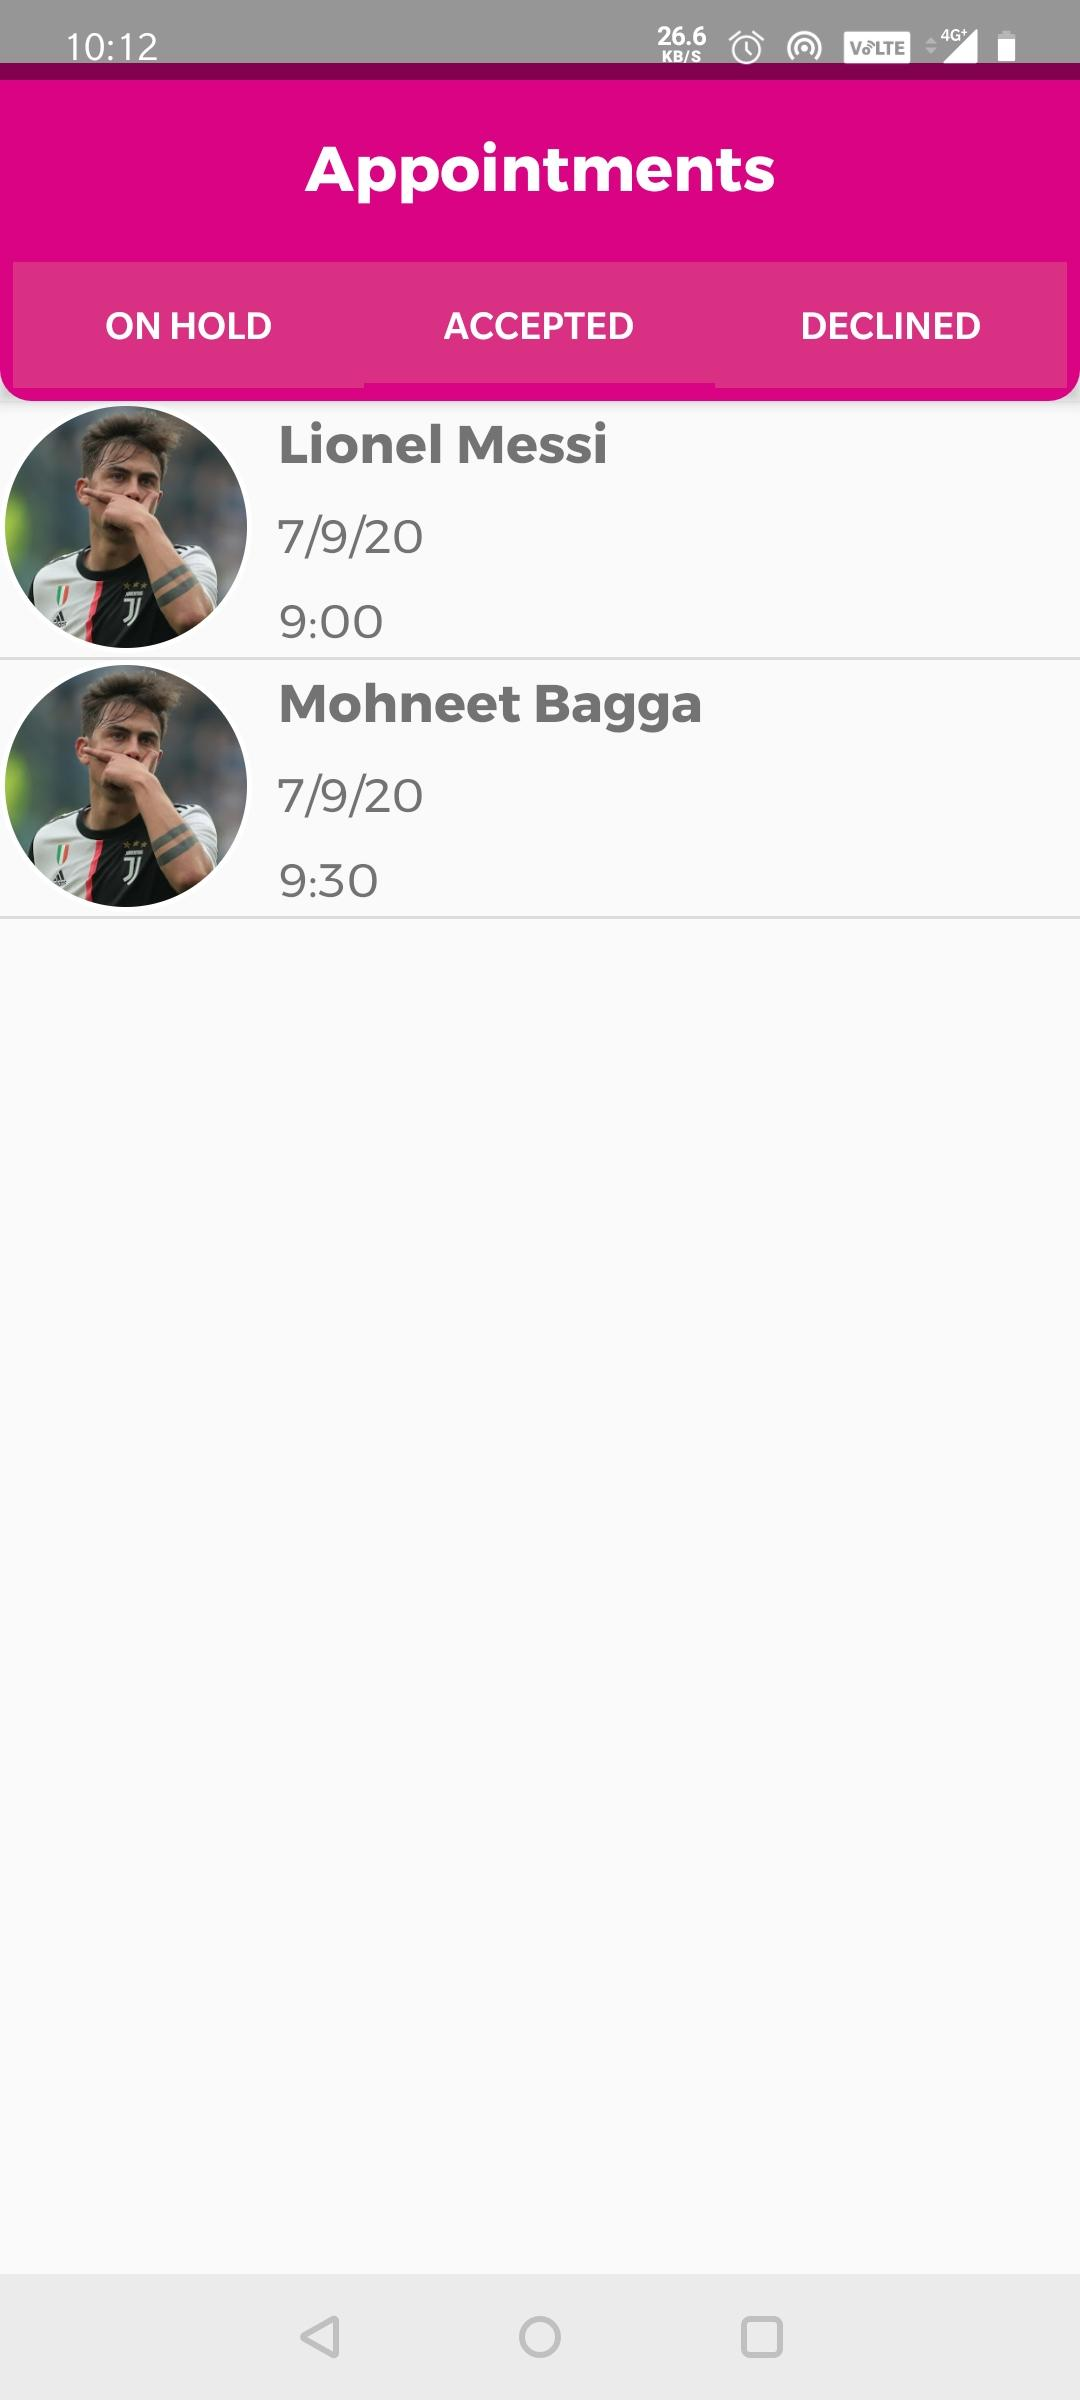 10:12 26.6 KB/S VoLTE 4G+
Appointments
ON HOLD ACCEPTED DECLINED
Lionel Messi
7/9/20
9:00
Mohneet Bagga
7/9/20
9:30